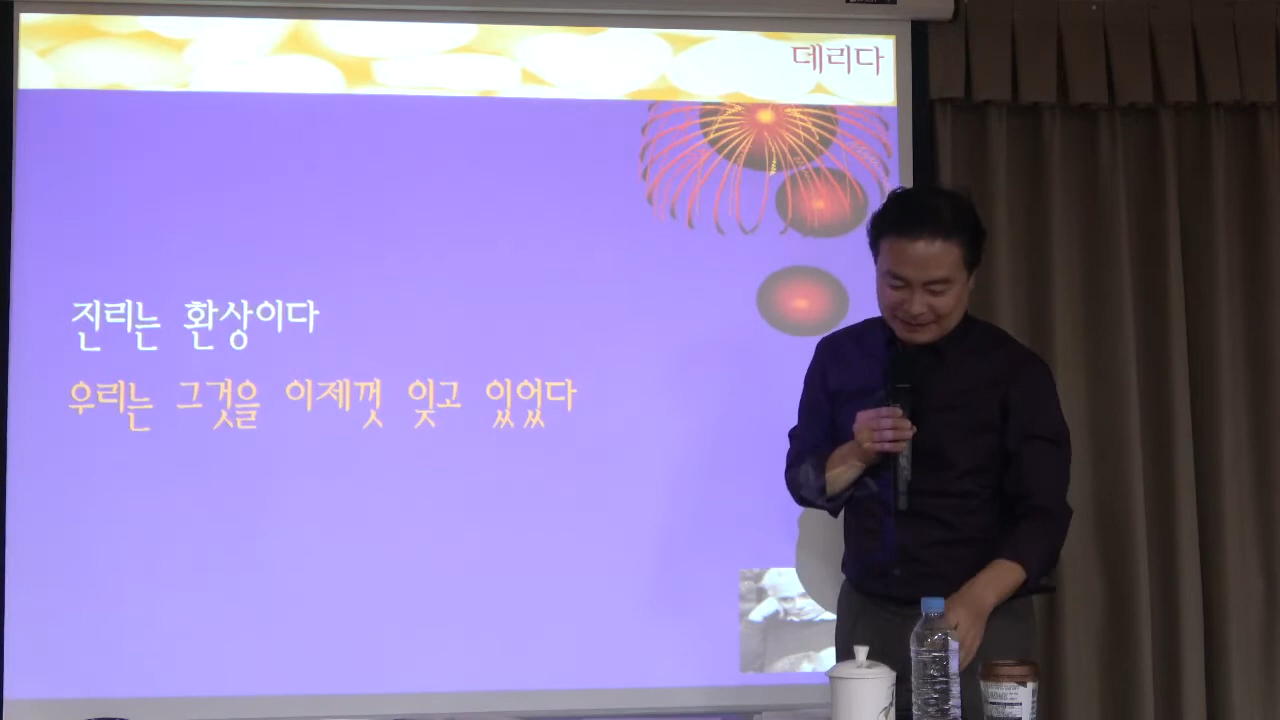 데리다
진리는 환상이다
우리는 그것을 이제껏 잊고 있었다